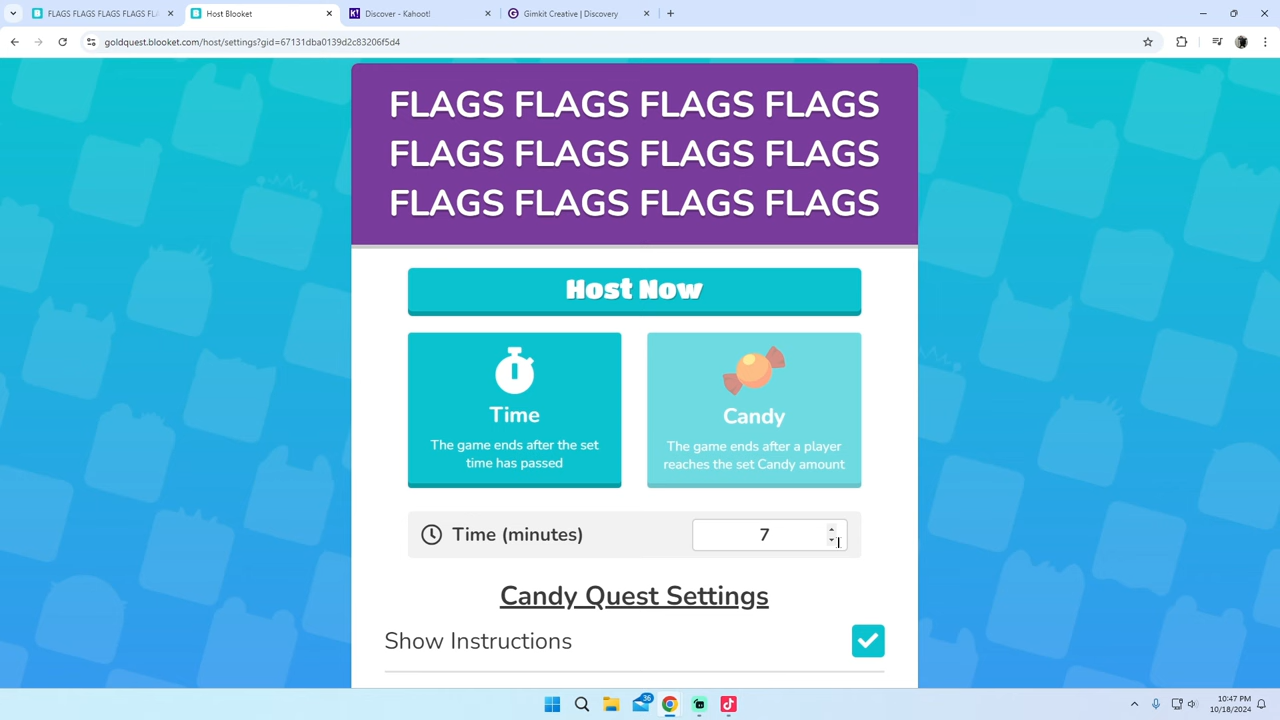 FLAGS FLAGS FLAGS FLAGS FL
Host Blooket
Discover - Kahoot!
Gimkit Creative | Discovery
goldquest.blooket.com/host/settings?gid=67131dba0139d2c83206f5d4
FLAGS FLAGS FLAGS FLAGS
FLAGS FLAGS FLAGS FLAGS
FLAGS FLAGS FLAGS FLAGS
Host Now
Time
The game ends after the set
time has passed
Candy
The game ends after a player
reaches the set Candy amount
Time (minutes)
7
Candy Quest Settings
Show Instructions
36
10:47 PM
10/18/2024